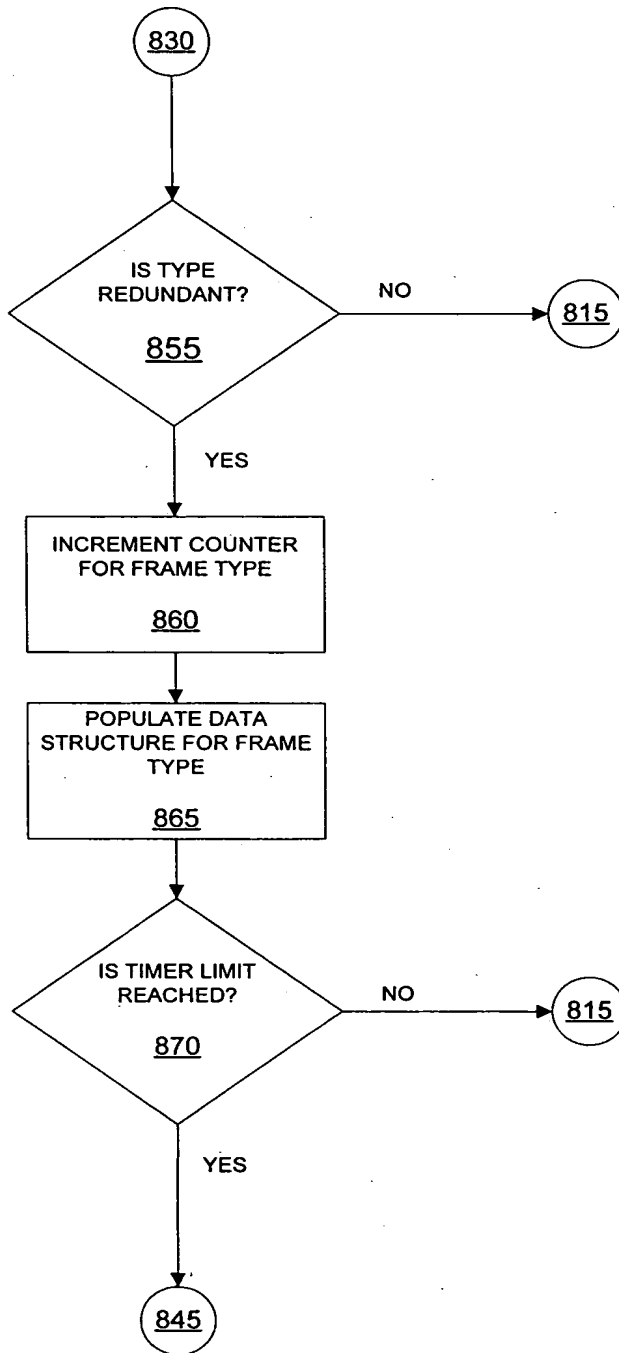 830
IS TYPE
REDUNDANT?
855
NO
815
YES
INCREMENT COUNTER
FOR FRAME TYPE
860
POPULATE DATA
STRUCTURE FOR FRAME
TYPE
865
IS TIMER LIMIT
REACHED?
870
NO
815
YES
845